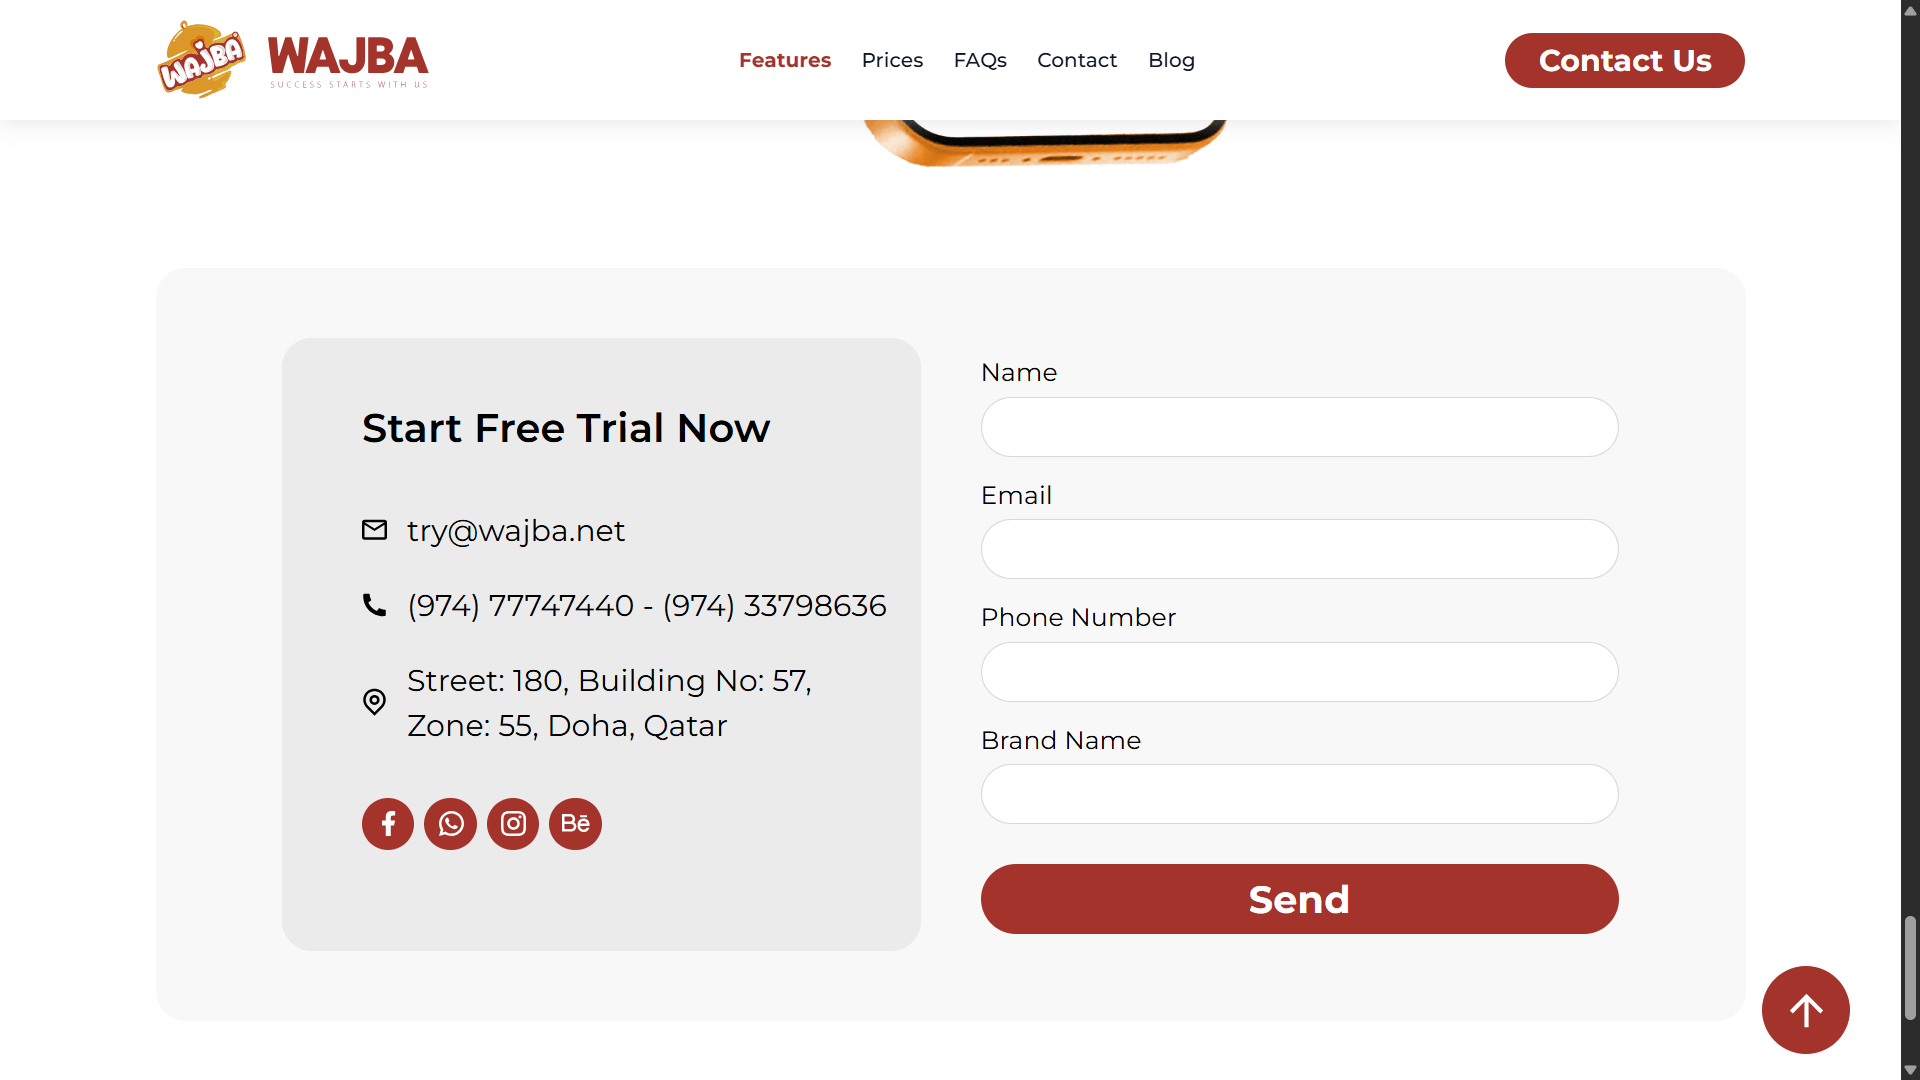 WAJBA
WAJBA
SUCCESS STARTS WITH US
Features
Prices
FAQs
Contact
Blog
Contact Us
Start Free Trial Now
try@wajba.net
(974) 77747440 - (974) 33798636
Street: 180, Building No: 57,
Zone: 55, Doha, Qatar
Bē
Name
Email
Phone Number
Brand Name
Send